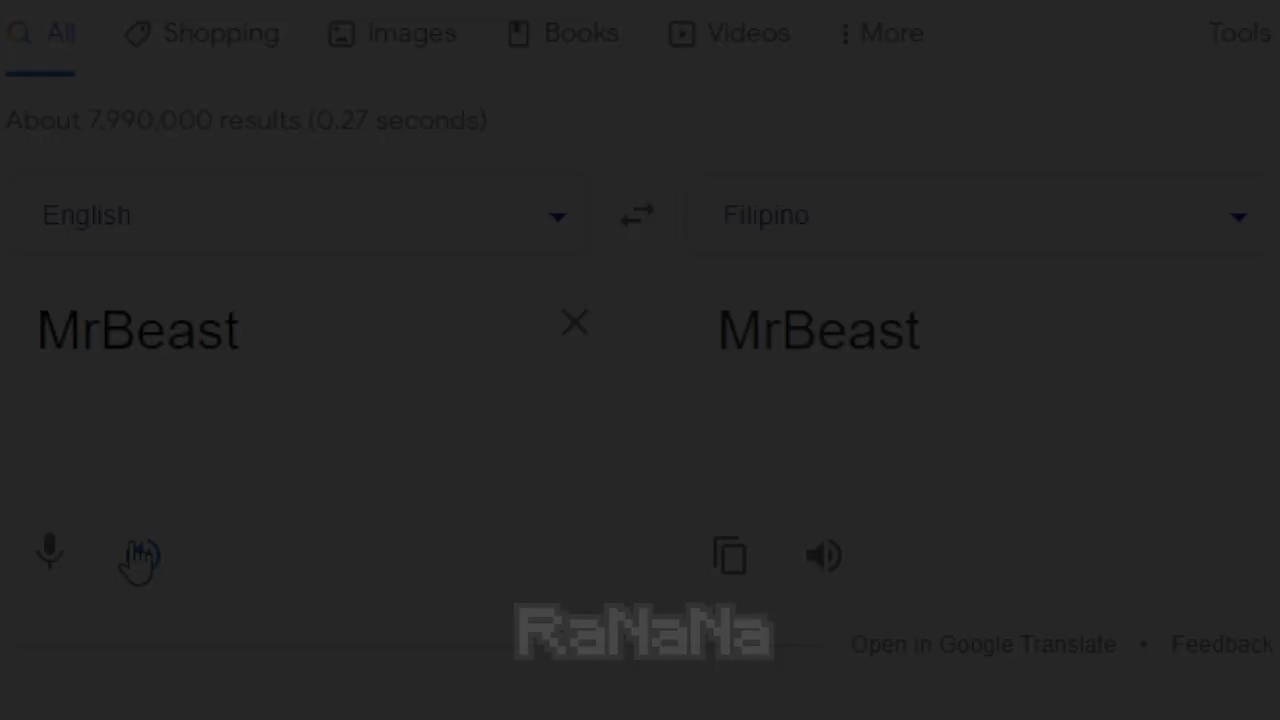 All Shopping Images Books Videos More Tools
About 7,990,000 results (0.27 seconds)
English Filipino
MrBeast MrBeast
RaNaNa
Open in Google Translate • Feedback